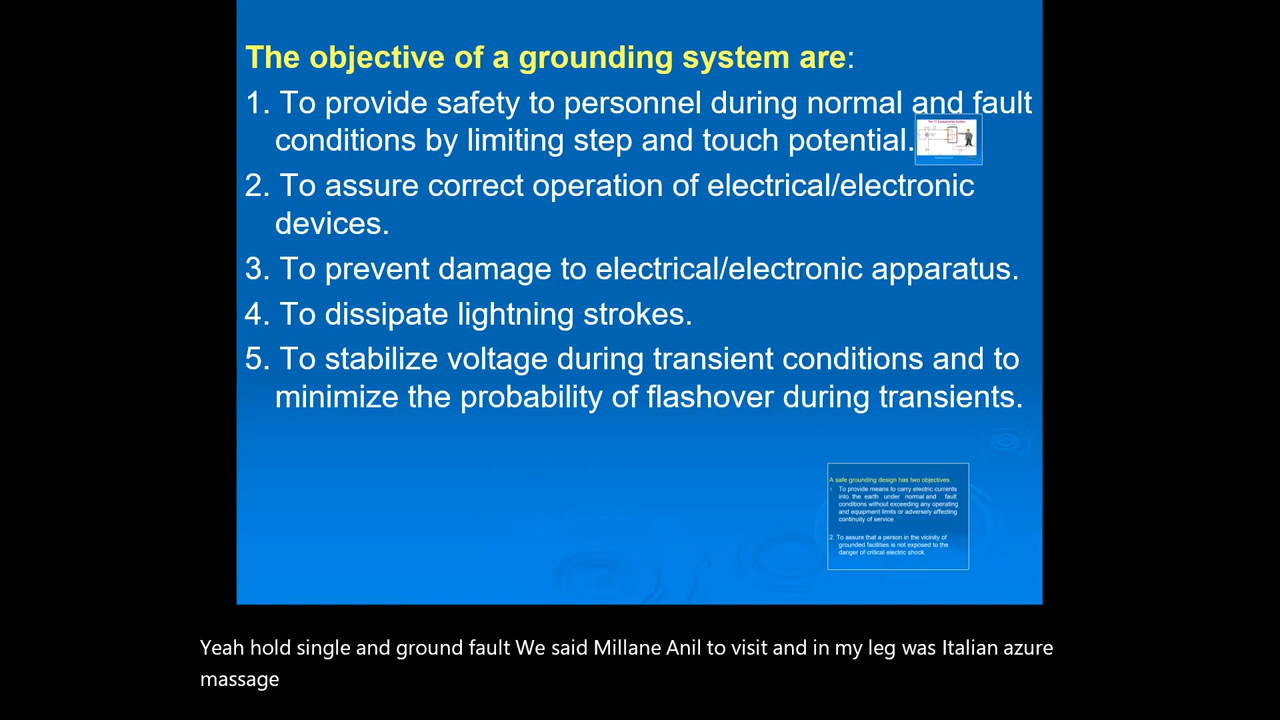 The objective of a grounding system are:
1. To provide safety to personnel during normal and fault
conditions by limiting step and touch potential.
2. To assure correct operation of electrical/electronic
devices.
3. To prevent damage to electrical/electronic apparatus.
4. To dissipate lightning strokes.
5. To stabilize voltage during transient conditions and to
minimize the probability of flashover during transients.
A safe grounding design has two objectives
To provide means to carry electric currents
into the earth under normal and fault
conditions without exceeding any operating
and equipment limits or adversely affecting
continuity of service.
2. To assure that a person in the vicinity of
grounded facilities is not exposed to the
danger of critical electric shock.
Yeah hold single and ground fault We said Millane Anil to visit and in my leg was Italian azure
massage